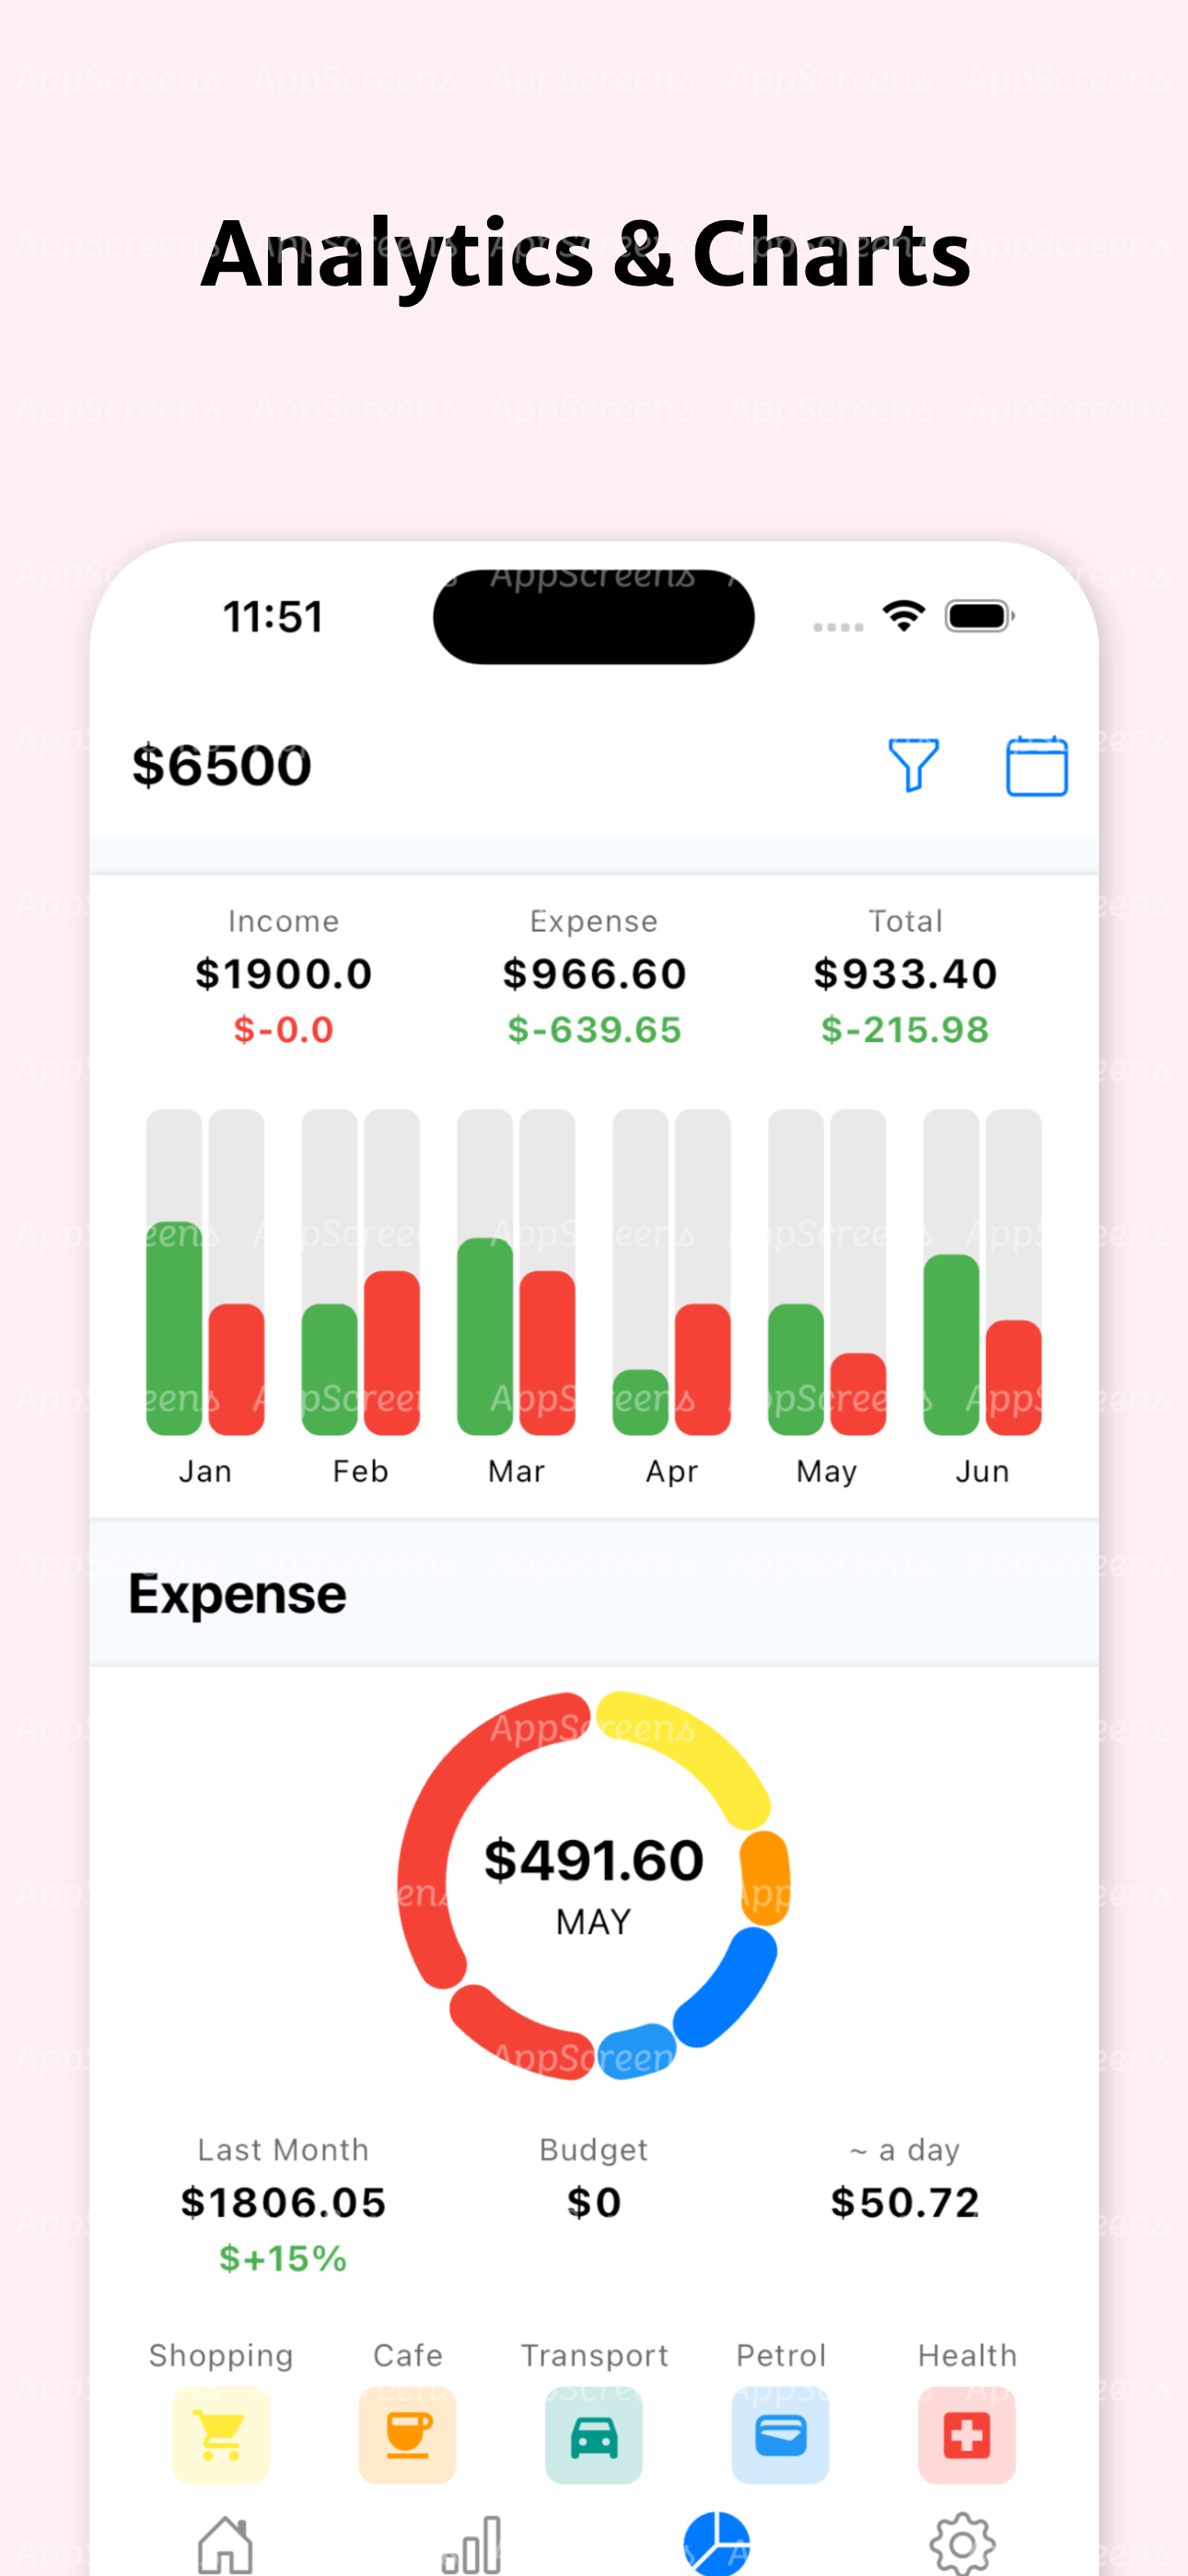 Analytics & Charts
11:51
$6500
Income Expense Total
$1900.0 $966.60 $933.40
$-0.0 $-639.65 $-215.98
Jan Feb Mar Apr May Jun
Expense
$491.60
MAY
Last Month Budget ~ a day
$1806.05 $0 $50.72
$+15%
Shopping Cafe Transport Petrol Health
AppScreens